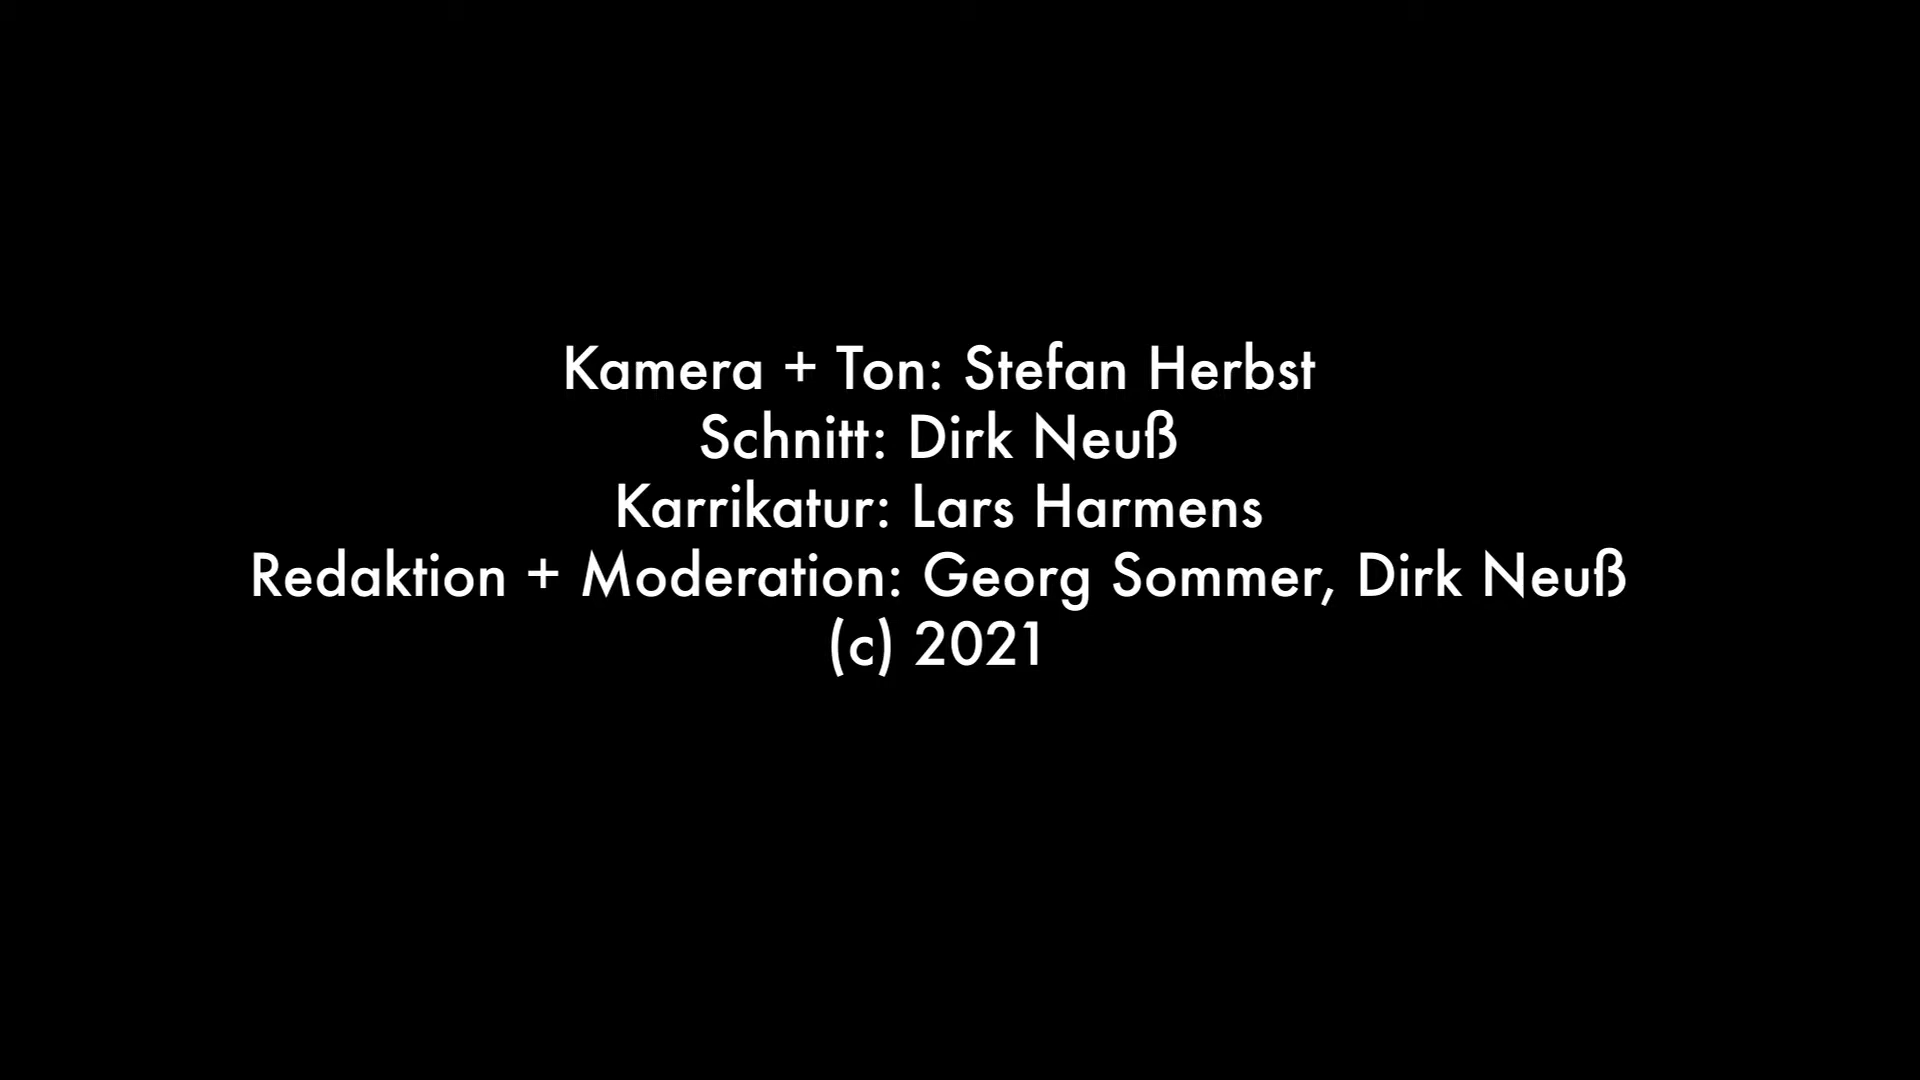 Kamera + Ton: Stefan Herbst
Schnitt: Dirk Neuß
Karrikatur: Lars Harmens
Redaktion + Moderation: Georg Sommer, Dirk Neuß
(c) 2021